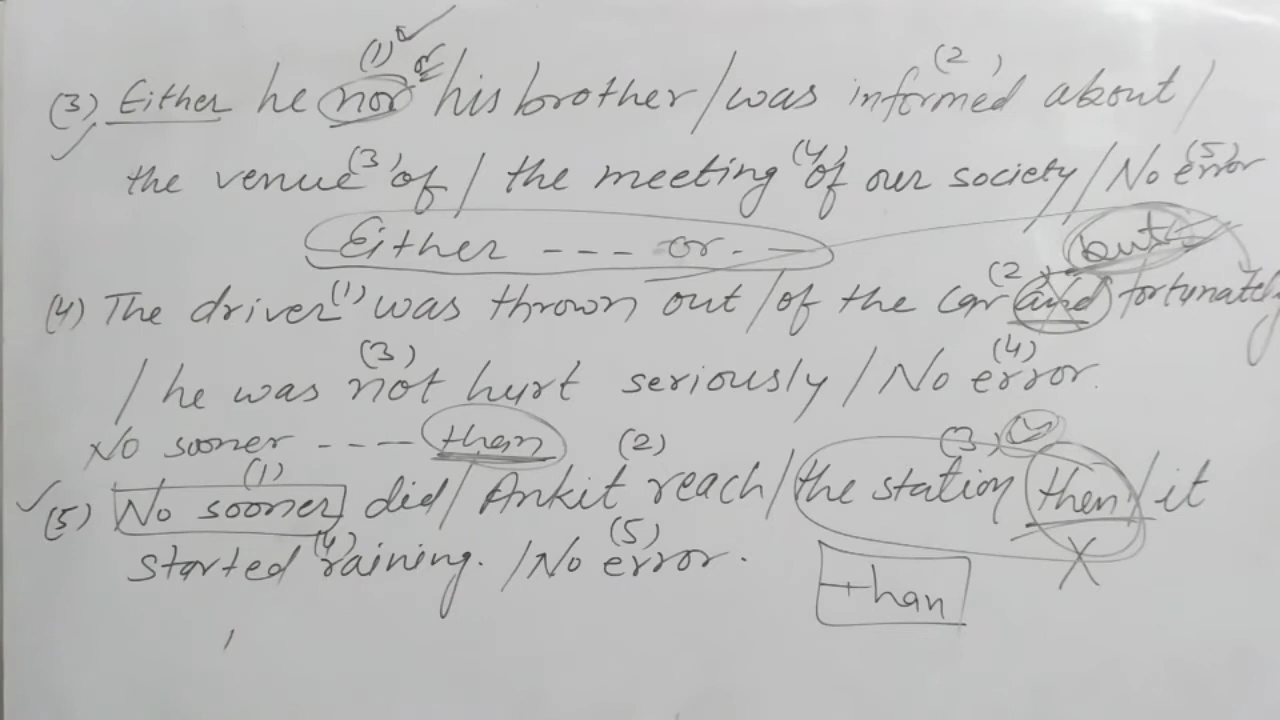 (1) or (2)
(3) Either he nor his brother / was informed about /
(3) (4) (5)
the venue of / the meeting of our society / No error
Either --- or - - but
(1) (2)
(4) The driver was thrown out / of the car and fortunately
(3) (4)
/ he was not hurt seriously / No error.
No sooner ---- than (2) (3)
(1)
(5) No sooner did / Ankit reach / the station then / it
(4) (5)
started raining. / No error.
than